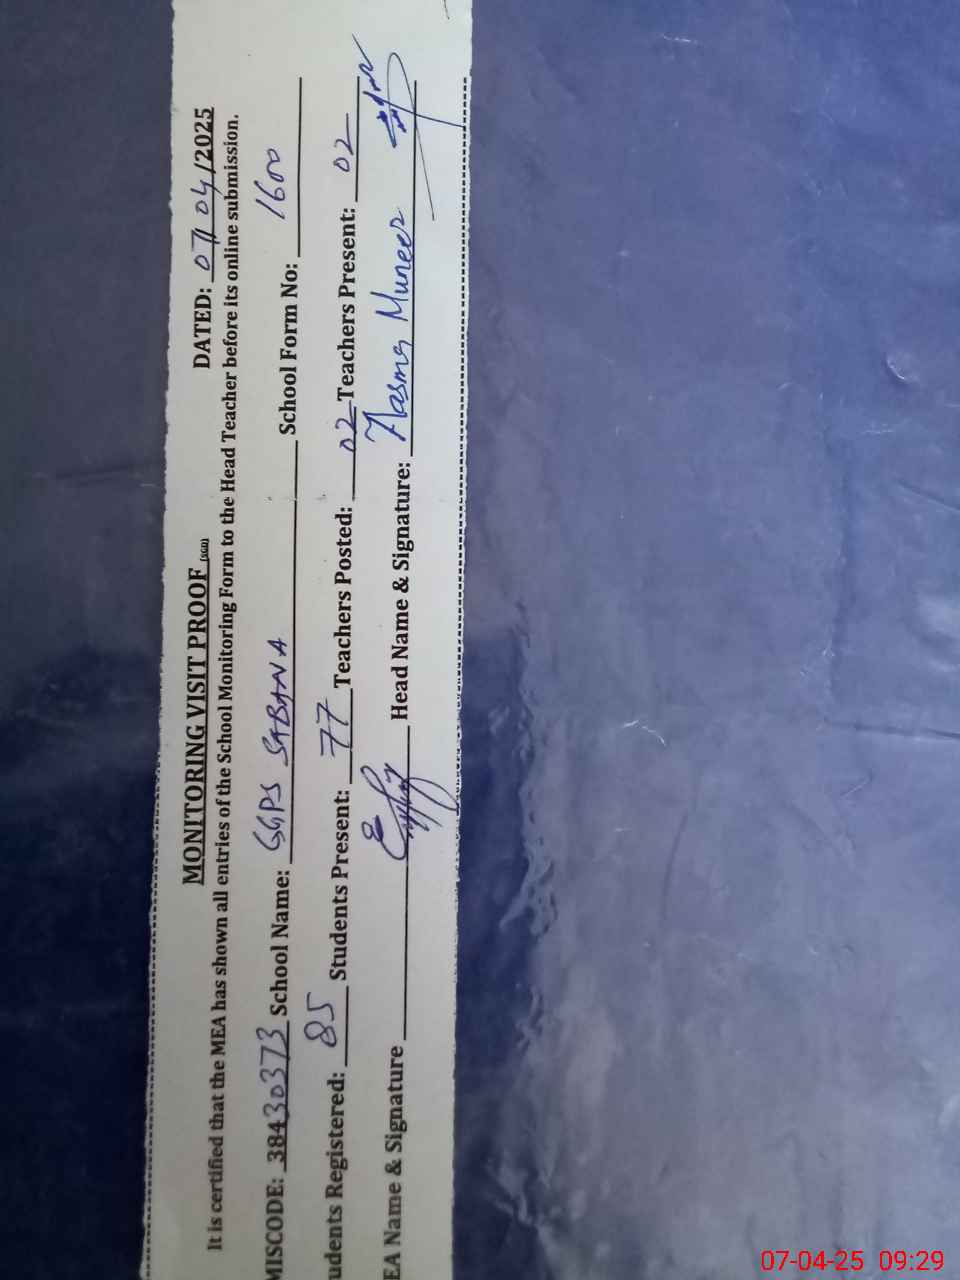 MONITORING VISIT PROOF (SGD) DATED: 07/04/2025
It is certified that the MEA has shown all entries of the School Monitoring Form to the Head Teacher before its online submission.
MISCODE: 38430373 School Name: GGPS SABANA School Form No: 1600
udents Registered: 85 Students Present: 77 Teachers Posted: 02 Teachers Present: 02
EA Name & Signature Head Name & Signature: Muneer
07-04-25 09:29